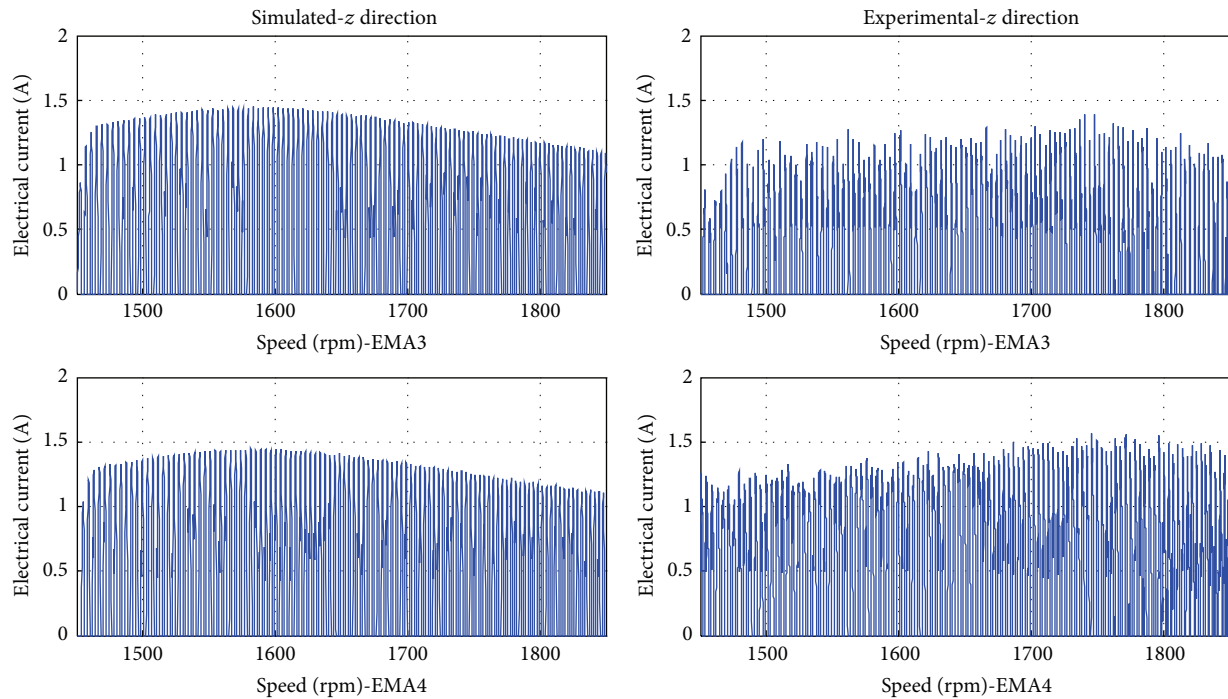 Simulated-z direction
Experimental-z direction
Electrical current (A)
2
1.5
1
0.5
0
1500 1600 1700 1800
Speed (rpm)-EMA3
Electrical current (A)
2
1.5
1
0.5
0
1500 1600 1700 1800
Speed (rpm)-EMA3
Electrical current (A)
2
1.5
1
0.5
0
1500 1600 1700 1800
Speed (rpm)-EMA4
Electrical current (A)
2
1.5
1
0.5
0
1500 1600 1700 1800
Speed (rpm)-EMA4